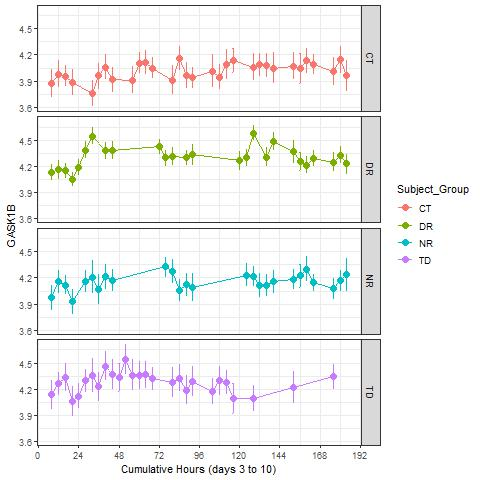 GASK1B
4.5
4.2
3.9
3.6
CT
4.5
4.2
3.9
3.6
DR
4.5
4.2
3.9
3.6
NR
4.5
4.2
3.9
3.6
TD
0 24 48 72 96 120 144 168 192
Cumulative Hours (days 3 to 10)
Subject_Group
CT
DR
NR
TD